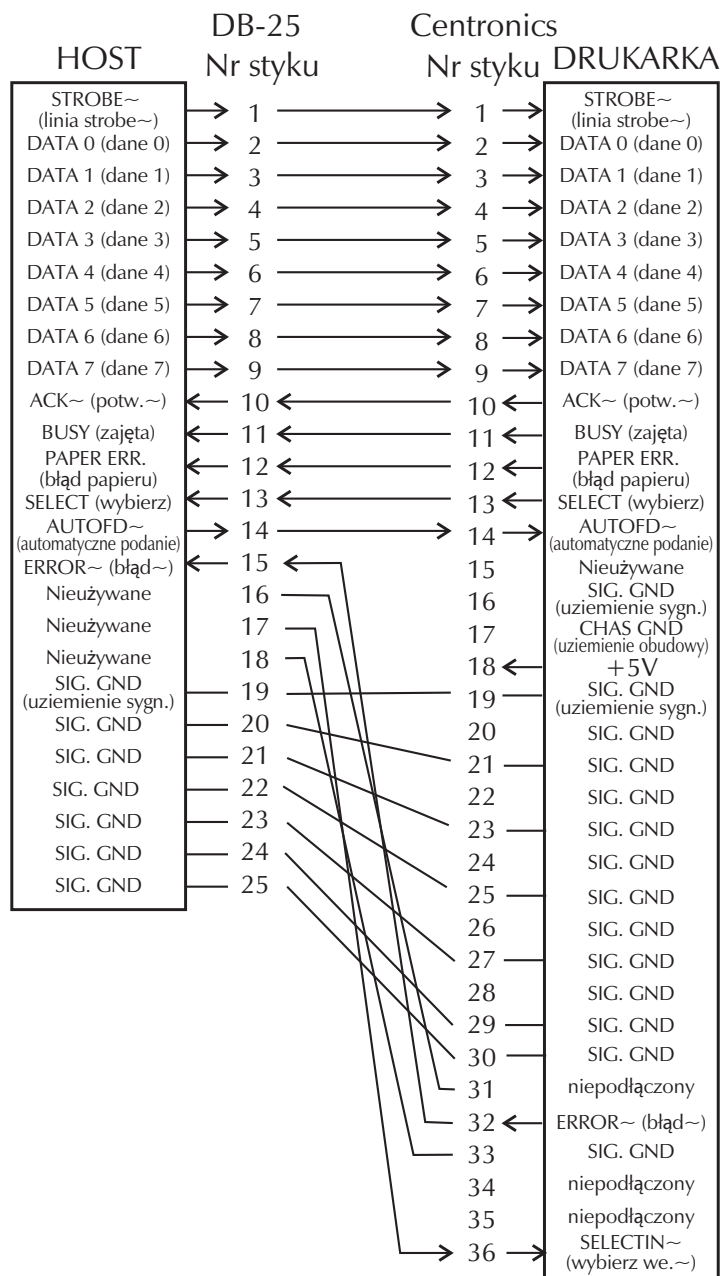 DB-25 Centronics
HOST Nr styku Nr styku DRUKARKA
STROBE~ 1 1 STROBE~
(linia strobe~) (linia strobe~)
DATA 0 (dane 0) 2 2 DATA 0 (dane 0)
DATA 1 (dane 1) 3 3 DATA 1 (dane 1)
DATA 2 (dane 2) 4 4 DATA 2 (dane 2)
DATA 3 (dane 3) 5 5 DATA 3 (dane 3)
DATA 4 (dane 4) 6 6 DATA 4 (dane 4)
DATA 5 (dane 5) 7 7 DATA 5 (dane 5)
DATA 6 (dane 6) 8 8 DATA 6 (dane 6)
DATA 7 (dane 7) 9 9 DATA 7 (dane 7)
ACK~ (potw.~) 10 10 ACK~ (potw.~)
BUSY (zajęta) 11 11 BUSY (zajęta)
PAPER ERR. 12 12 PAPER ERR.
(błąd papieru) (błąd papieru)
SELECT (wybierz) 13 13 SELECT (wybierz)
AUTOFD~ 14 14 AUTOFD~
(automatyczne podanie) (automatyczne podanie)
ERROR~ (błąd~) 15 15 Nieużywane
Nieużywane 16 16 SIG. GND
(uziemienie sygn.)
Nieużywane 17 17 CHAS GND
(uziemienie obudowy)
Nieużywane 18 18 +5V
SIG. GND 19 19 SIG. GND
(uziemienie sygn.) (uziemienie sygn.)
SIG. GND 20 20 SIG. GND
SIG. GND 21 21 SIG. GND
SIG. GND 22 22 SIG. GND
SIG. GND 23 23 SIG. GND
SIG. GND 24 24 SIG. GND
SIG. GND 25 25 SIG. GND
26 SIG. GND
27 SIG. GND
28 SIG. GND
29 SIG. GND
30 SIG. GND
31 niepodłączony
32 ERROR~ (błąd~)
33 SIG. GND
34 niepodłączony
35 niepodłączony
36 SELECTIN~
(wybierz we.~)